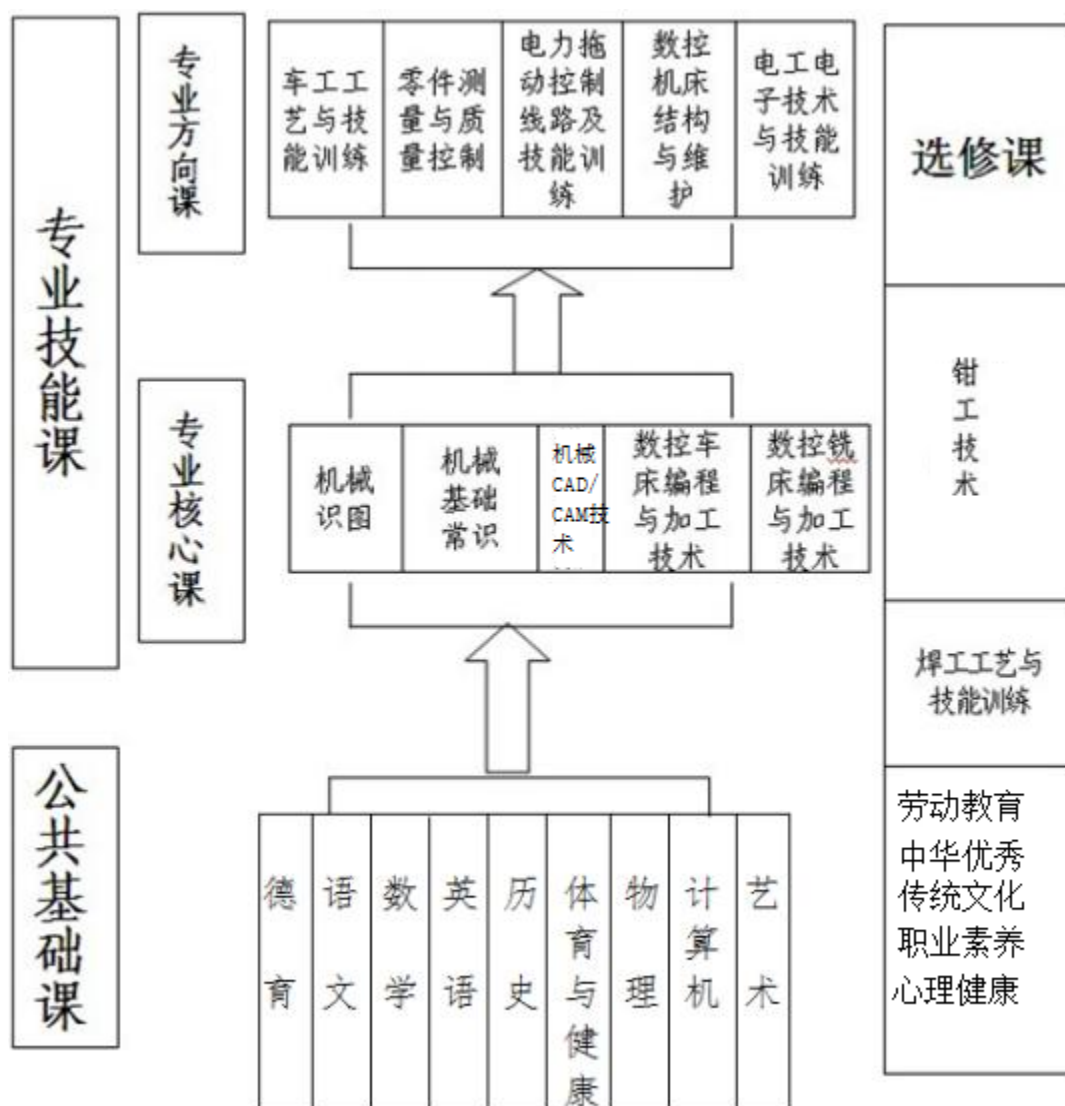 专业技能课
专业方向课
车工工
艺与技
能训练
零件测
量与质
量控制
电力拖
动控制
线路及
技能训
练
数控
机床
结构
与维
护
电工电
子技术
与技能
训练
选修课
专业核心课
机械
识图
机械
基础
常识
机械
CAD/
CAM技
术
数控车
床编程
与加工
技术
数控铣
床编程
与加工
技术
钳工技术
焊工工艺与
技能训练
公共基础课
德育
语文
数学
英语
历史
体育与健康
物理
计算机
艺术
劳动教育
中华优秀
传统文化
职业素养
心理健康